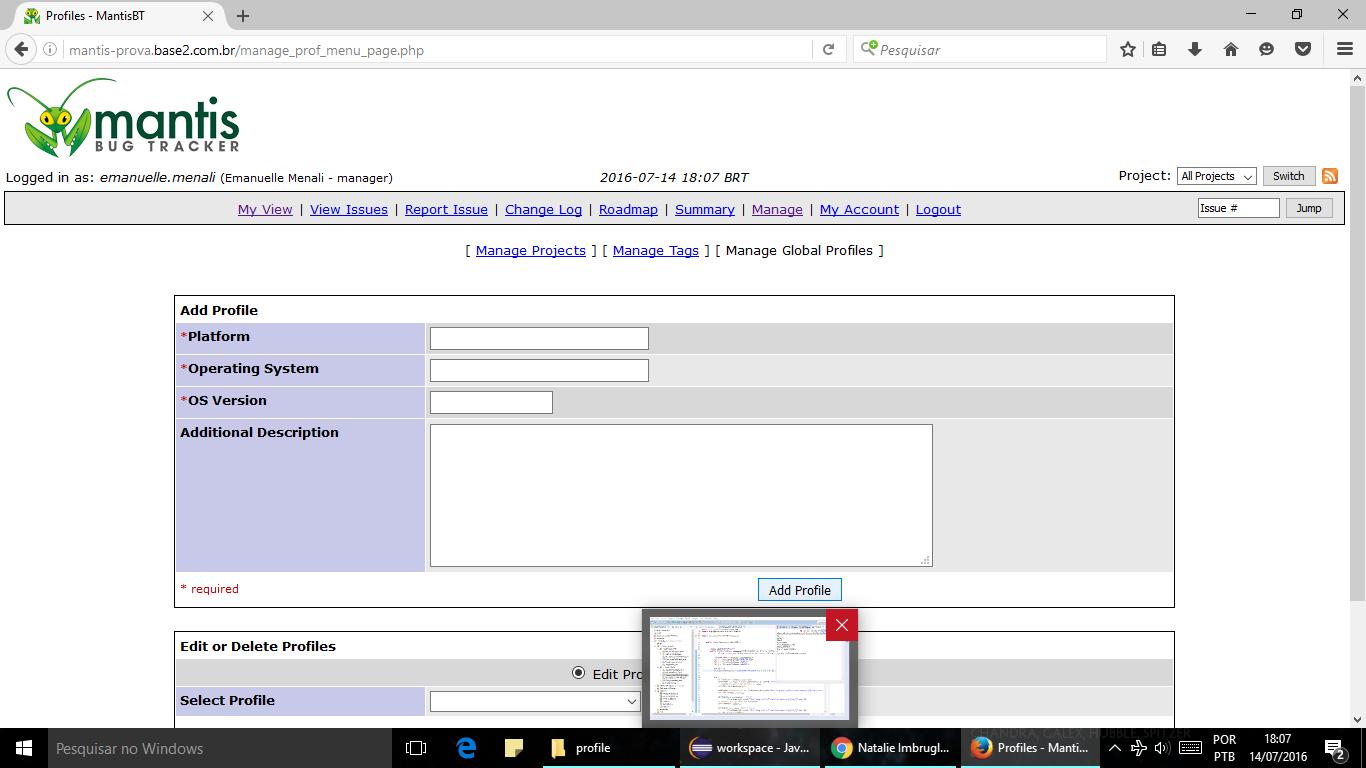 Profiles - MantisBT
mantis-prova.base2.com.br/manage_prof_menu_page.php
Pesquisar
mantis
BUG TRACKER
Logged in as: emanuelle.menali (Emanuelle Menali - manager)
2016-07-14 18:07 BRT
Project: All Projects Switch
My View | View Issues | Report Issue | Change Log | Roadmap | Summary | Manage | My Account | Logout
Issue # Jump
[ Manage Projects ] [ Manage Tags ] [ Manage Global Profiles ]
Add Profile
*Platform
*Operating System
*OS Version
Additional Description
* required
Add Profile
Edit or Delete Profiles
Edit Pro
Select Profile
CHANDRA, GALEX, HUBBLE, SPITZER
Pesquisar no Windows
profile
workspace - Jav...
Natalie Imbrugl...
Profiles - Manti...
POR
PTB
18:07
14/07/2016
2